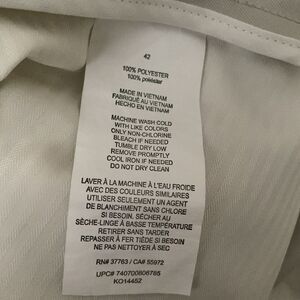 42
100% POLYESTER
100% poliéster
MADE IN VIETNAM
FABRIQUÉ AU VIETNAM
HECHO EN VIETNAM
MACHINE WASH COLD
WITH LIKE COLORS
ONLY NON-CHLORINE
BLEACH IF NEEDED
TUMBLE DRY LOW
REMOVE PROMPTLY
COOL IRON IF NEEDED
DO NOT DRY CLEAN
LAVER À LA MACHINE À L'EAU FROIDE
AVEC DES COULEURS SIMILAIRES
UTILISER SEULEMENT UN AGENT
DE BLANCHIMENT SANS CHLORE
SI BESOIN. SÉCHER AU
SÈCHE-LINGE À BASSE TEMPÉRATURE
RETIRER SANS TARDER
REPASSER À FER TIÈDE SI BESOIN
NE PAS NETTOYER À SEC
RN# 37763 / CA# 55972
UPC# 740700806765
KO14452